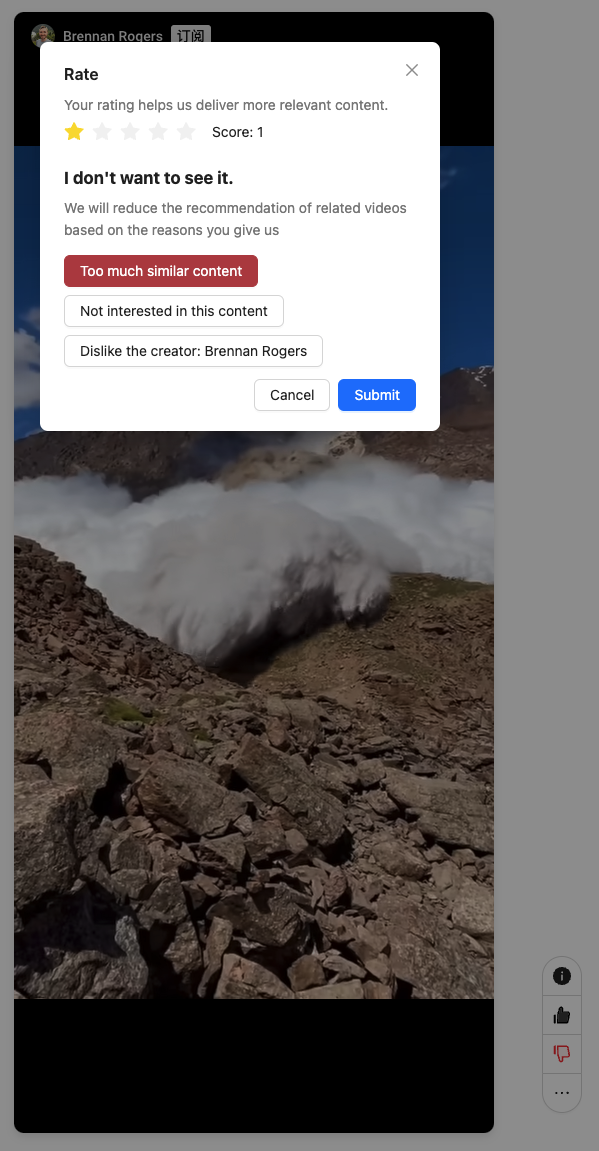 Brennan Rogers 订阅
Rate
Your rating helps us deliver more relevant content.
Score: 1
I don't want to see it.
We will reduce the recommendation of related videos
based on the reasons you give us
Too much similar content
Not interested in this content
Dislike the creator: Brennan Rogers
Cancel Submit